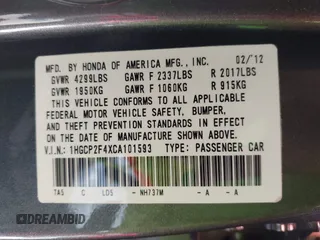 MFD. BY HONDA OF AMERICA MFG., INC. 02/12
GVWR 4299LBS GAWR F 2337LBS R 2017LBS
GVWR 1950KG GAWR F 1060KG R 915KG
THIS VEHICLE CONFORMS TO ALL APPLICABLE
FEDERAL MOTOR VEHICLE SAFETY, BUMPER,
AND THEFT PREVENTION STANDARDS IN EFFECT
ON THE DATE OF MANUFACTURE SHOWN ABOVE.
V.I.N.: 1HGCP2F4XCA101593 TYPE: PASSENGER CAR
TAS C LDS - NH737M - A - A
DREAMBID